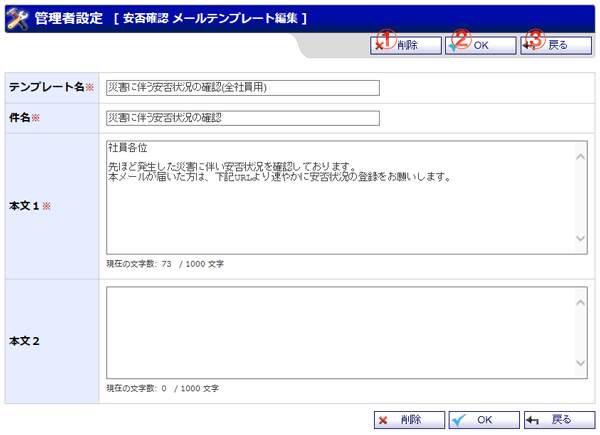 管理者設定 [ 安否確認 メールテンプレート編集 ]
① 削除 ② OK ③ 戻る
テンプレート名※ 災害に伴う安否状況の確認(全社員用)
件名※ 災害に伴う安否状況の確認
本文１※
社員各位
先ほど発生した災害に伴い安否状況を確認しております。
本メールが届いた方は、下記URLより速やかに安否状況の登録をお願いします。
現在の文字数: 73 / 1000 文字
本文２
現在の文字数: 0 / 1000 文字
削除 OK 戻る